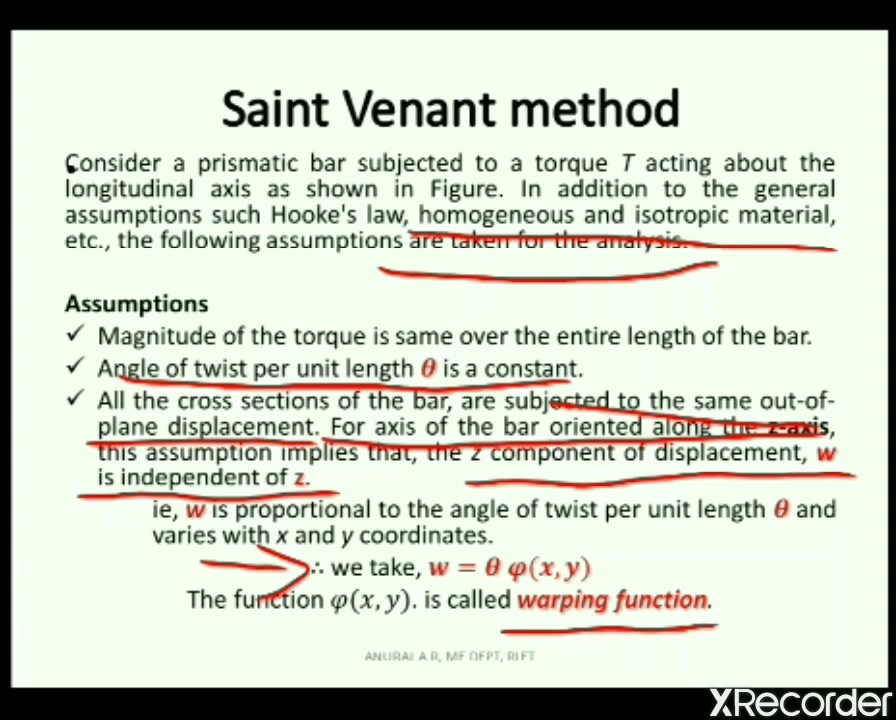 Saint Venant method
Consider a prismatic bar subjected to a torque T acting about the
longitudinal axis as shown in Figure. In addition to the general
assumptions such Hooke's law, homogeneous and isotropic material,
etc., the following assumptions are taken for the analysis.
Assumptions
✓ Magnitude of the torque is same over the entire length of the bar.
✓ Angle of twist per unit length θ is a constant.
✓ All the cross sections of the bar, are subjected to the same out-of-
plane displacement. For axis of the bar oriented along the z-axis,
this assumption implies that, the z component of displacement, w
is independent of z.
ie, w is proportional to the angle of twist per unit length θ and
varies with x and y coordinates.
∴ we take, w = θ φ(x, y)
The function φ(x, y). is called warping function.
ANURAJ A R, ME DEPT, RIET
XRecorder